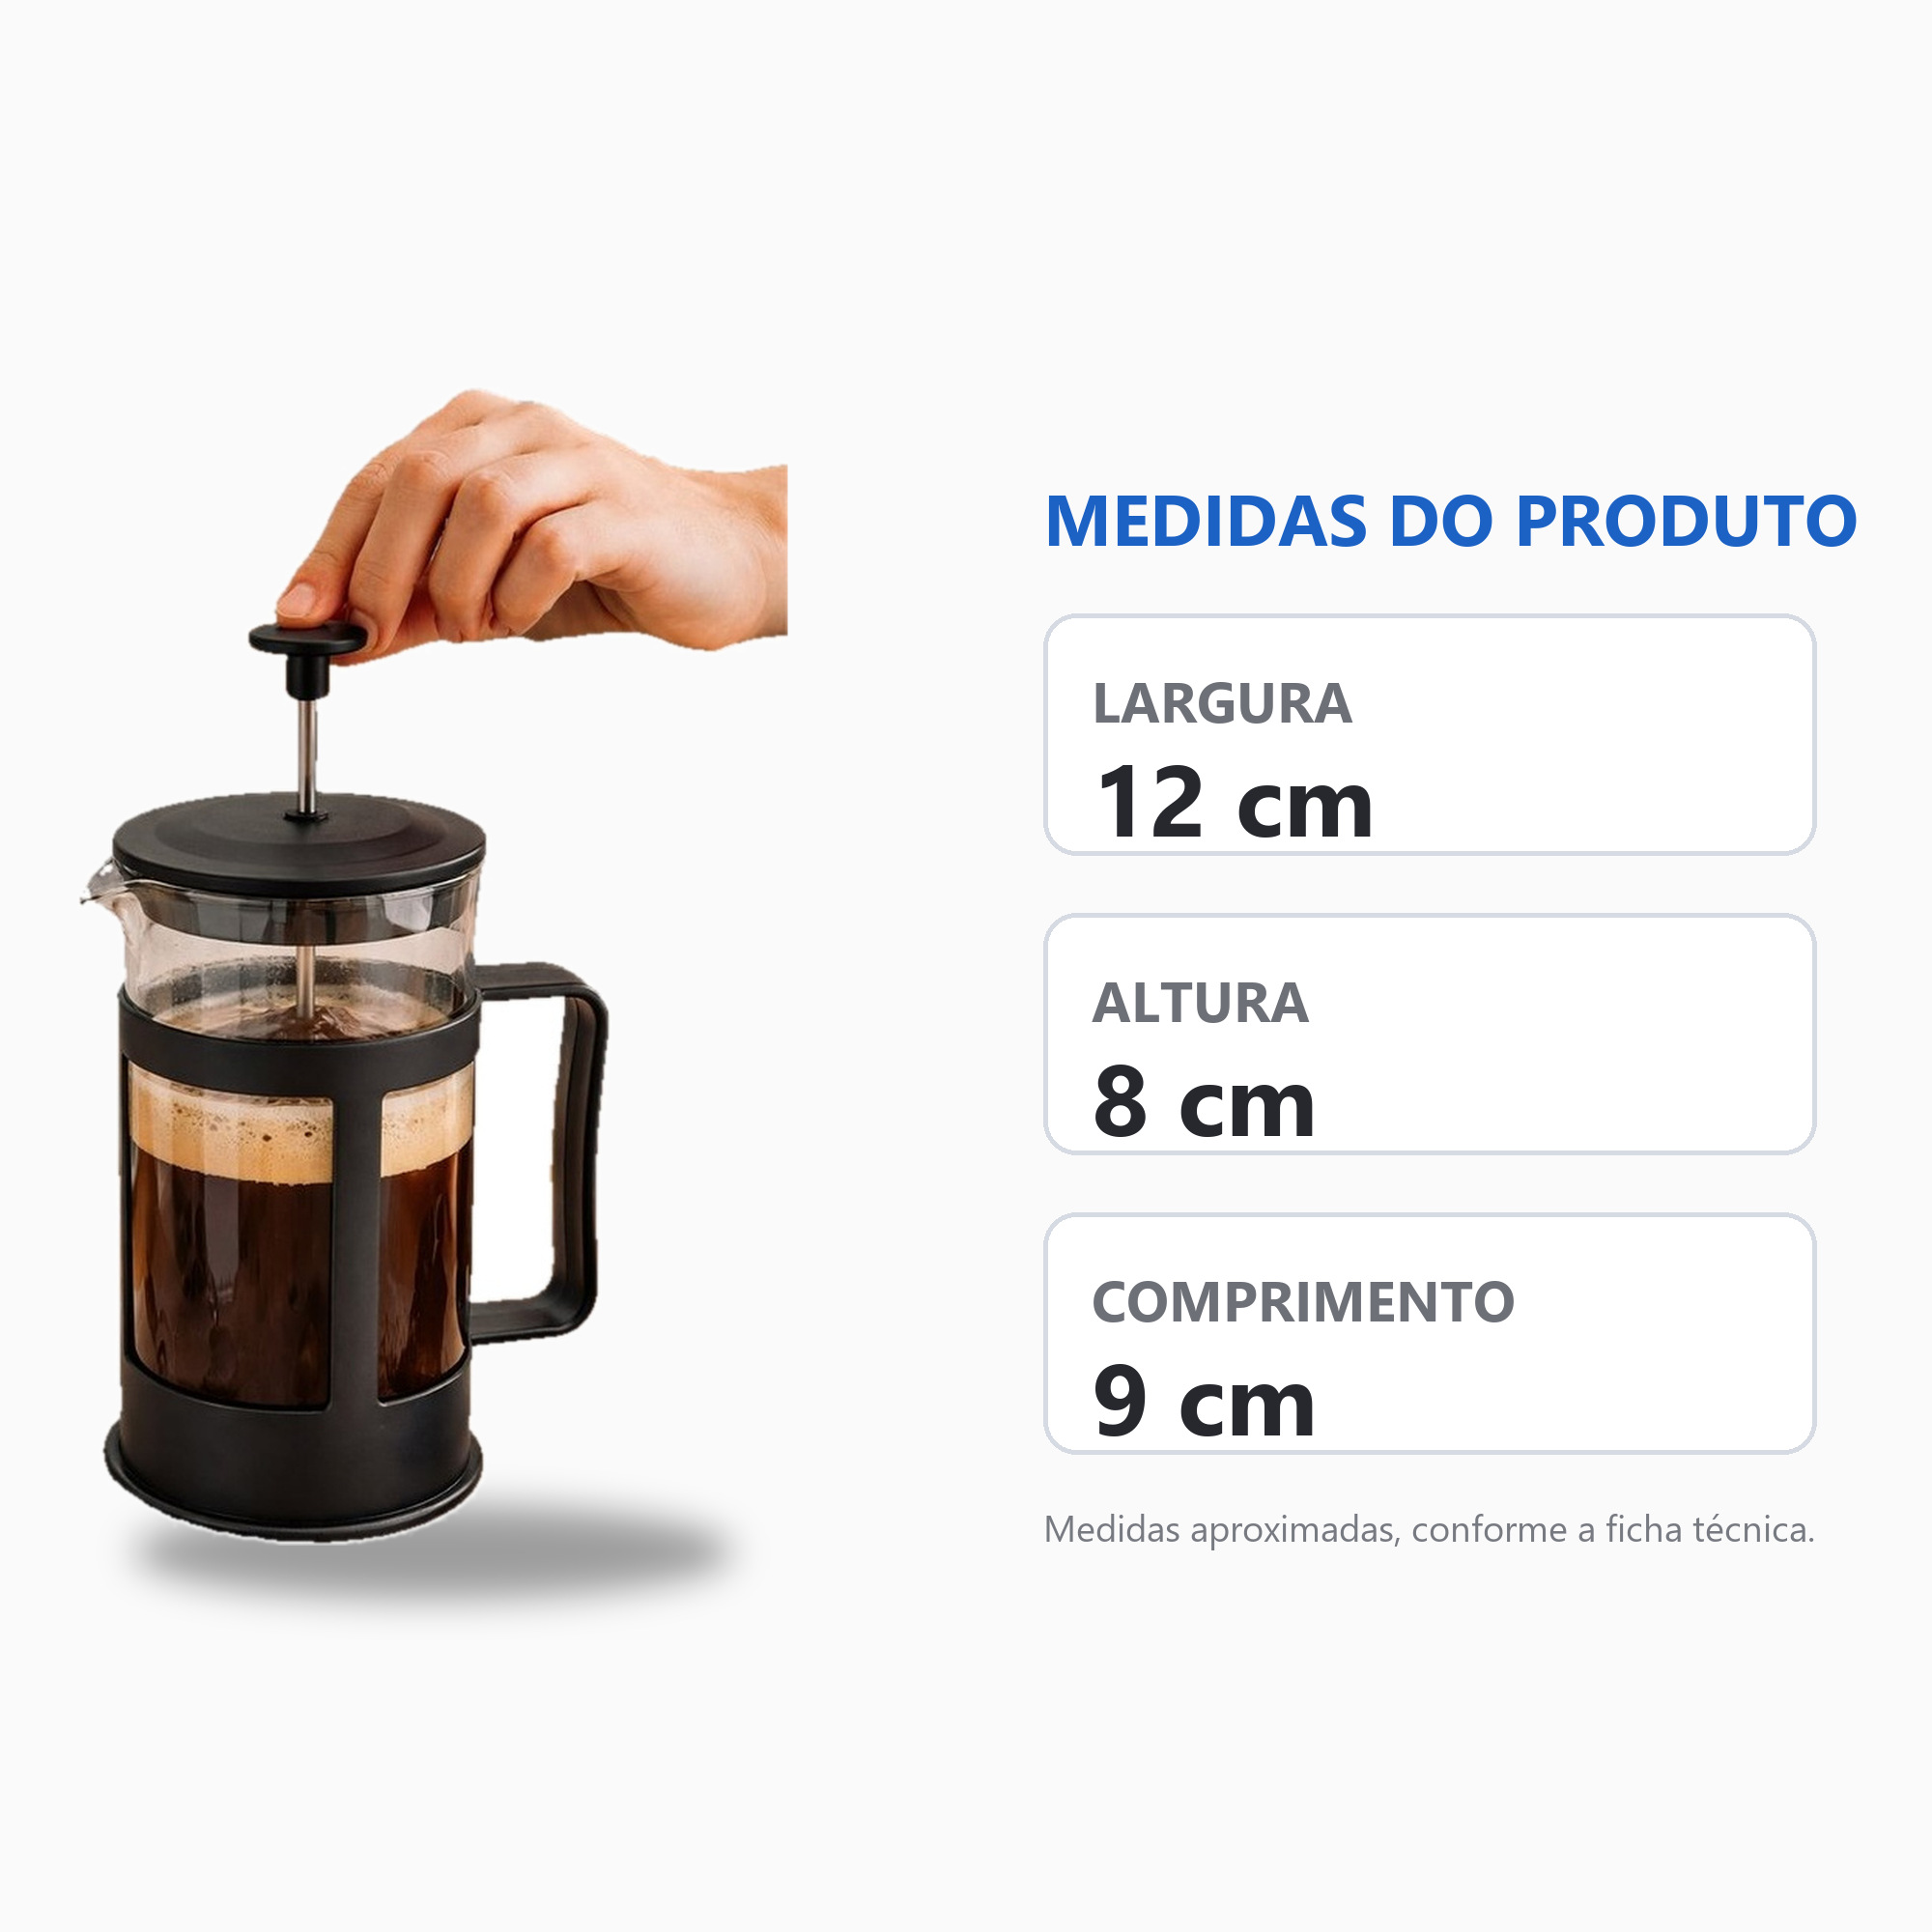 MEDIDAS DO PRODUTO
LARGURA
12 cm
ALTURA
8 cm
COMPRIMENTO
9 cm
Medidas aproximadas, conforme a ficha técnica.